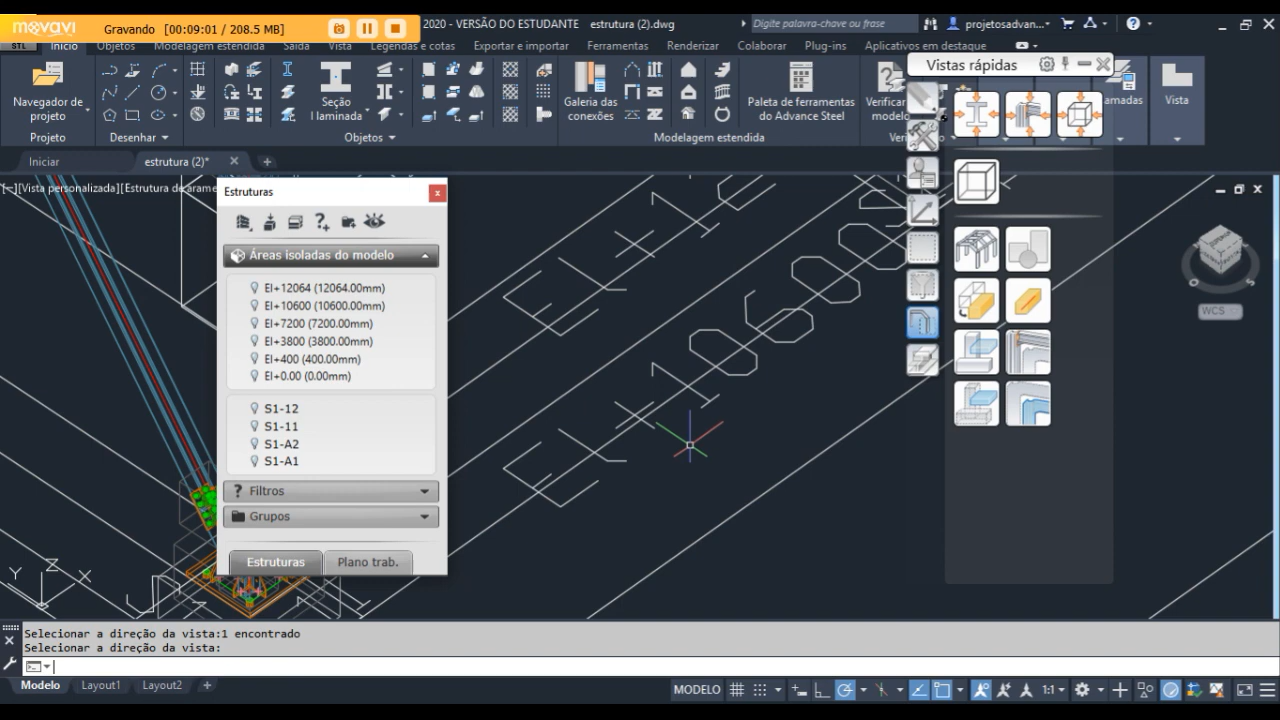 movavi
Gravando [00:09:01 / 208.5 MB]
2020 - VERSÃO DO ESTUDANTE estrutura (2).dwg
Digite palavra-chave ou frase
projetosadvan...
Início Objetos Modelagem estendida Saída Vista Legendas e cotas Exportar e importar Ferramentas Renderizar Colaborar Plug-ins Aplicativos em destaque
Vistas rápidas
Navegador de
projeto
Seção
I laminada
Galeria das
conexões
Paleta de ferramentas
do Advance Steel
Verificar
modelo
amadas
Vista
Projeto
Desenhar
Objetos
Modelagem estendida
Iniciar
estrutura (2)*
[−][Vista personalizada][Estrutura de arame
Estruturas
Áreas isoladas do modelo
El+12064 (12064.00mm)
El+10600 (10600.00mm)
El+7200 (7200.00mm)
El+3800 (3800.00mm)
El+400 (400.00mm)
El+0.00 (0.00mm)
S1-12
S1-11
S1-A2
S1-A1
Filtros
Grupos
Estruturas
Plano trab.
WCS
Y Z X
Selecionar a direção da vista:1 encontrado
Selecionar a direção da vista:
Modelo Layout1 Layout2 +
MODELO
1:1